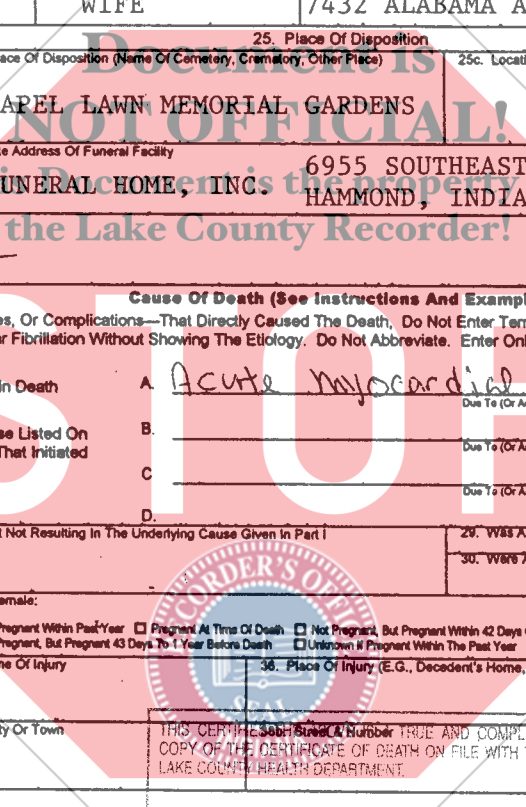 WIFE 7432 ALABAMA A
25. Place Of Disposition
ace Of Disposition (Name Of Cemetery, Crematory, Other Place) 25c. Locati
Document is
APEL LAWN MEMORIAL GARDENS
NOT OFFICIAL!
e Address Of Funeral Facility
UNERAL HOME, INC. 6955 SOUTHEAST
HAMMOND, INDIA
is Document is the property
the Lake County Recorder!
STOP
Cause Of Death (See Instructions And Exampl
es, Or Complications—That Directly Caused The Death, Do Not Enter Term
r Fibrillation Without Showing The Etiology. Do Not Abbreviate. Enter Onl
in Death A. Acute myocardial
Due To (Or A
se Listed On B.
Due To (Or A
That Initiated
C
Due To (Or A
D.
t Not Resulting In The Underlying Cause Given In Part I 29. Was A
30. Were A
RECORDER'S OFFICE
emale:
Pregnant Within Past Year Pregnant At Time Of Death Not Pregnant, But Pregnant Within 42 Days
Pregnant, But Pregnant 43 Days To 1 Year Before Death Unknown If Pregnant Within The Past Year
me Of Injury 36. Place Of Injury (E.G., Decedent's Home,
SEAL
ty Or Town Street & Number
THIS CERTIFIES TRUE AND COMPL
COPY OF THE CERTIFICATE OF DEATH ON FILE WITH
LAKE COUNTY HEALTH DEPARTMENT.